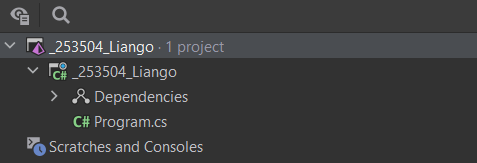 _253504_Liango · 1 project
C# _253504_Liango
Dependencies
C# Program.cs
Scratches and Consoles